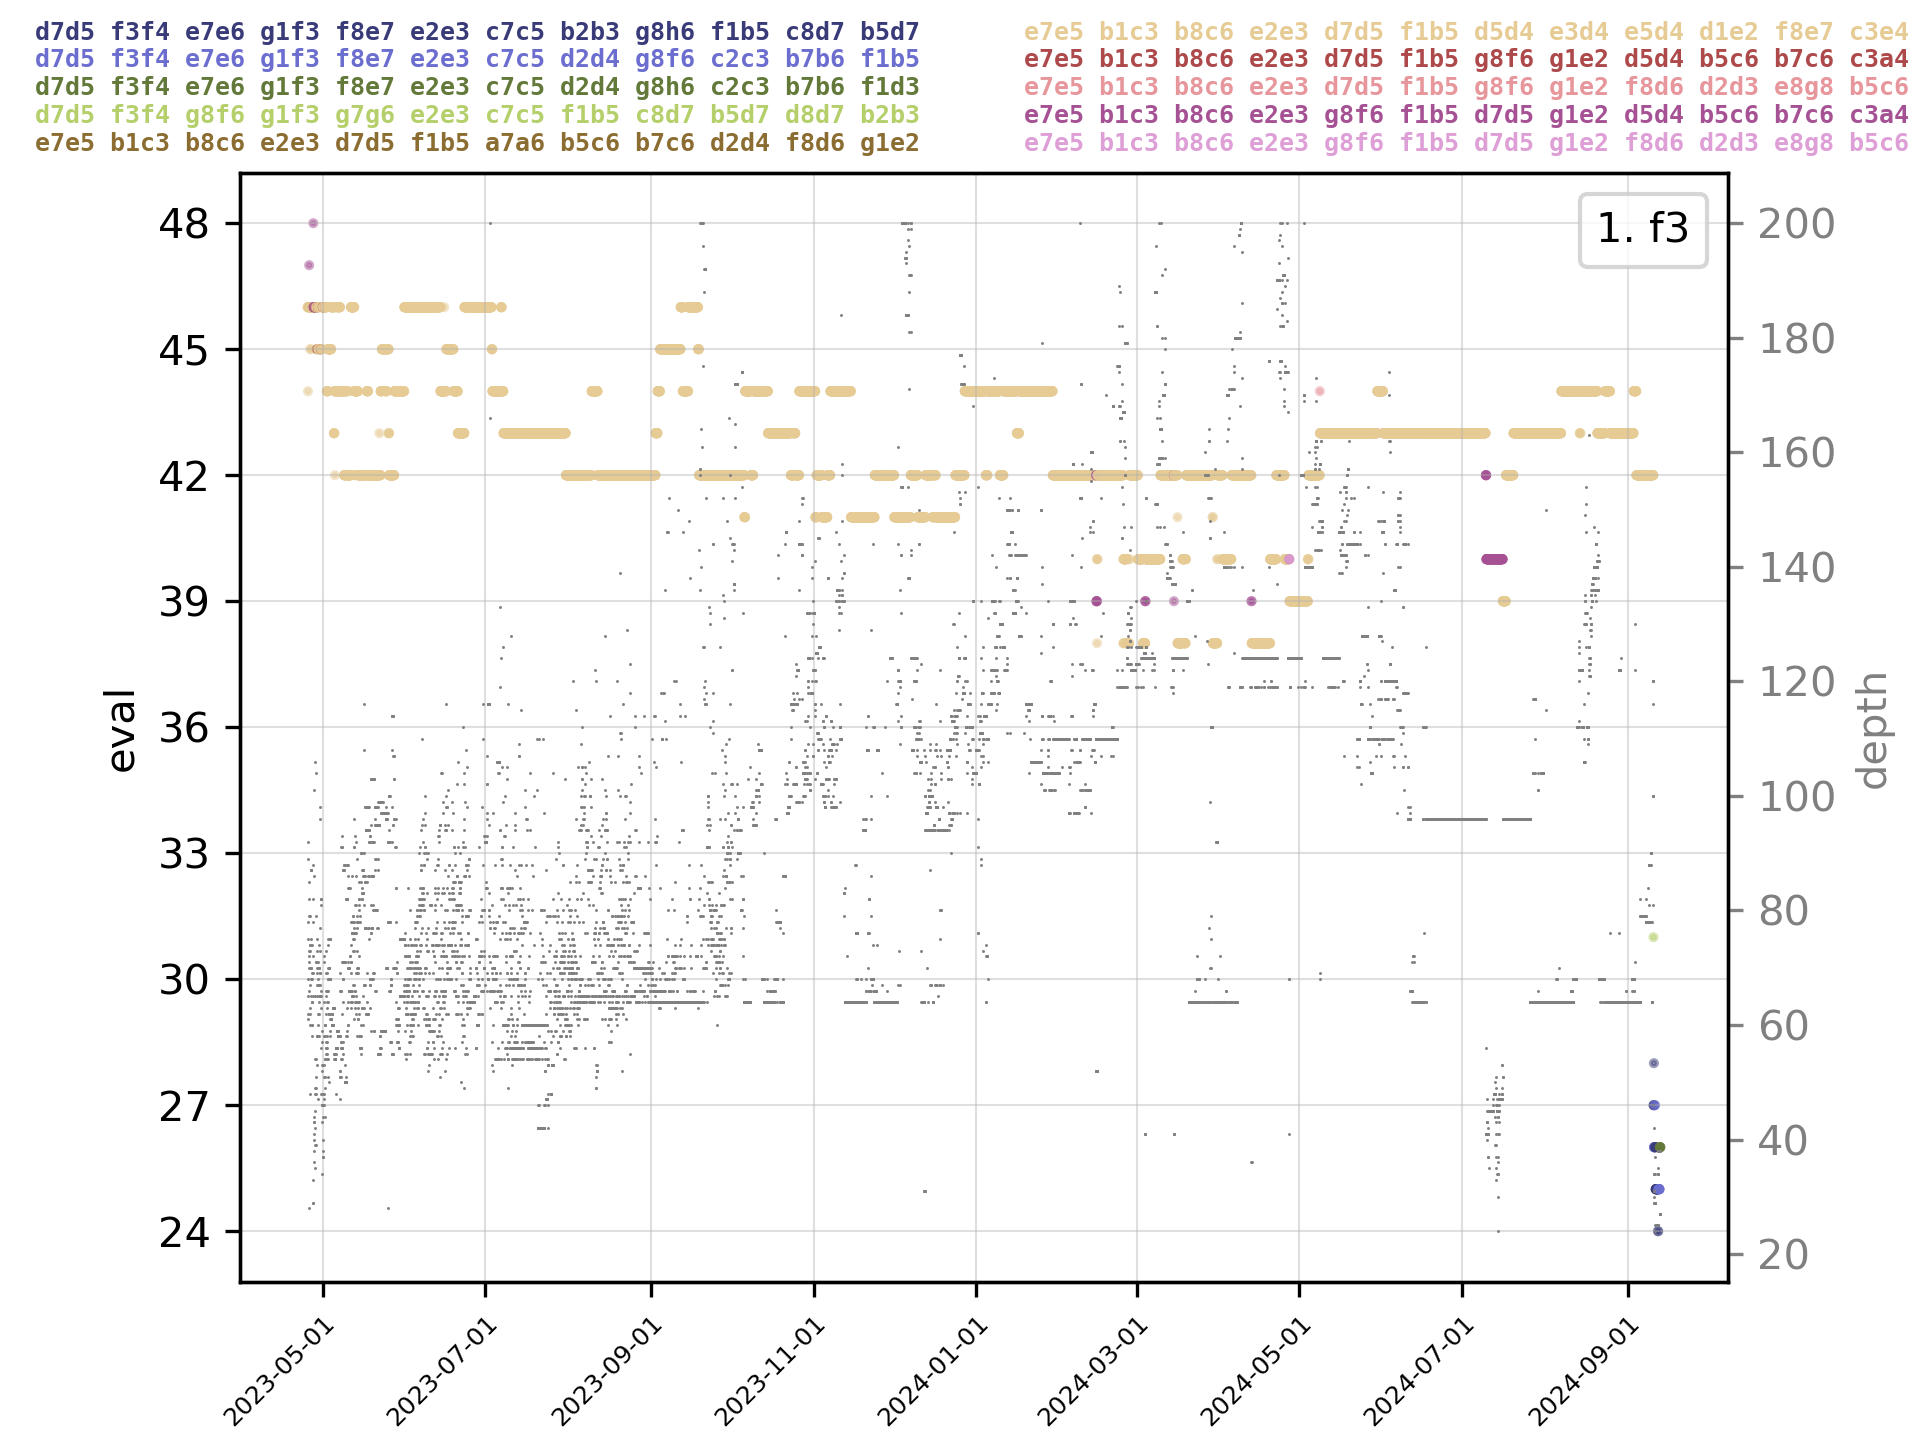 d7d5 f3f4 e7e6 g1f3 f8e7 e2e3 c7c5 b2b3 g8h6 f1b5 c8d7 b5d7
d7d5 f3f4 e7e6 g1f3 f8e7 e2e3 c7c5 d2d4 g8f6 c2c3 b7b6 f1b5
d7d5 f3f4 e7e6 g1f3 f8e7 e2e3 c7c5 d2d4 g8h6 c2c3 b7b6 f1d3
d7d5 f3f4 g8f6 g1f3 g7g6 e2e3 c7c5 f1b5 c8d7 b5d7 d8d7 b2b3
e7e5 b1c3 b8c6 e2e3 d7d5 f1b5 a7a6 b5c6 b7c6 d2d4 f8d6 g1e2
e7e5 b1c3 b8c6 e2e3 d7d5 f1b5 d5d4 e3d4 e5d4 d1e2 f8e7 c3e4
e7e5 b1c3 b8c6 e2e3 d7d5 f1b5 g8f6 g1e2 d5d4 b5c6 b7c6 c3a4
e7e5 b1c3 b8c6 e2e3 d7d5 f1b5 g8f6 g1e2 f8d6 d2d3 e8g8 b5c6
e7e5 b1c3 b8c6 e2e3 g8f6 f1b5 d7d5 g1e2 d5d4 b5c6 b7c6 c3a4
e7e5 b1c3 b8c6 e2e3 g8f6 f1b5 d7d5 g1e2 f8d6 d2d3 e8g8 b5c6
1. f3
eval
48
45
42
39
36
33
30
27
24
depth
200
180
160
140
120
100
80
60
40
20
2023-05-01
2023-07-01
2023-09-01
2023-11-01
2024-01-01
2024-03-01
2024-05-01
2024-07-01
2024-09-01